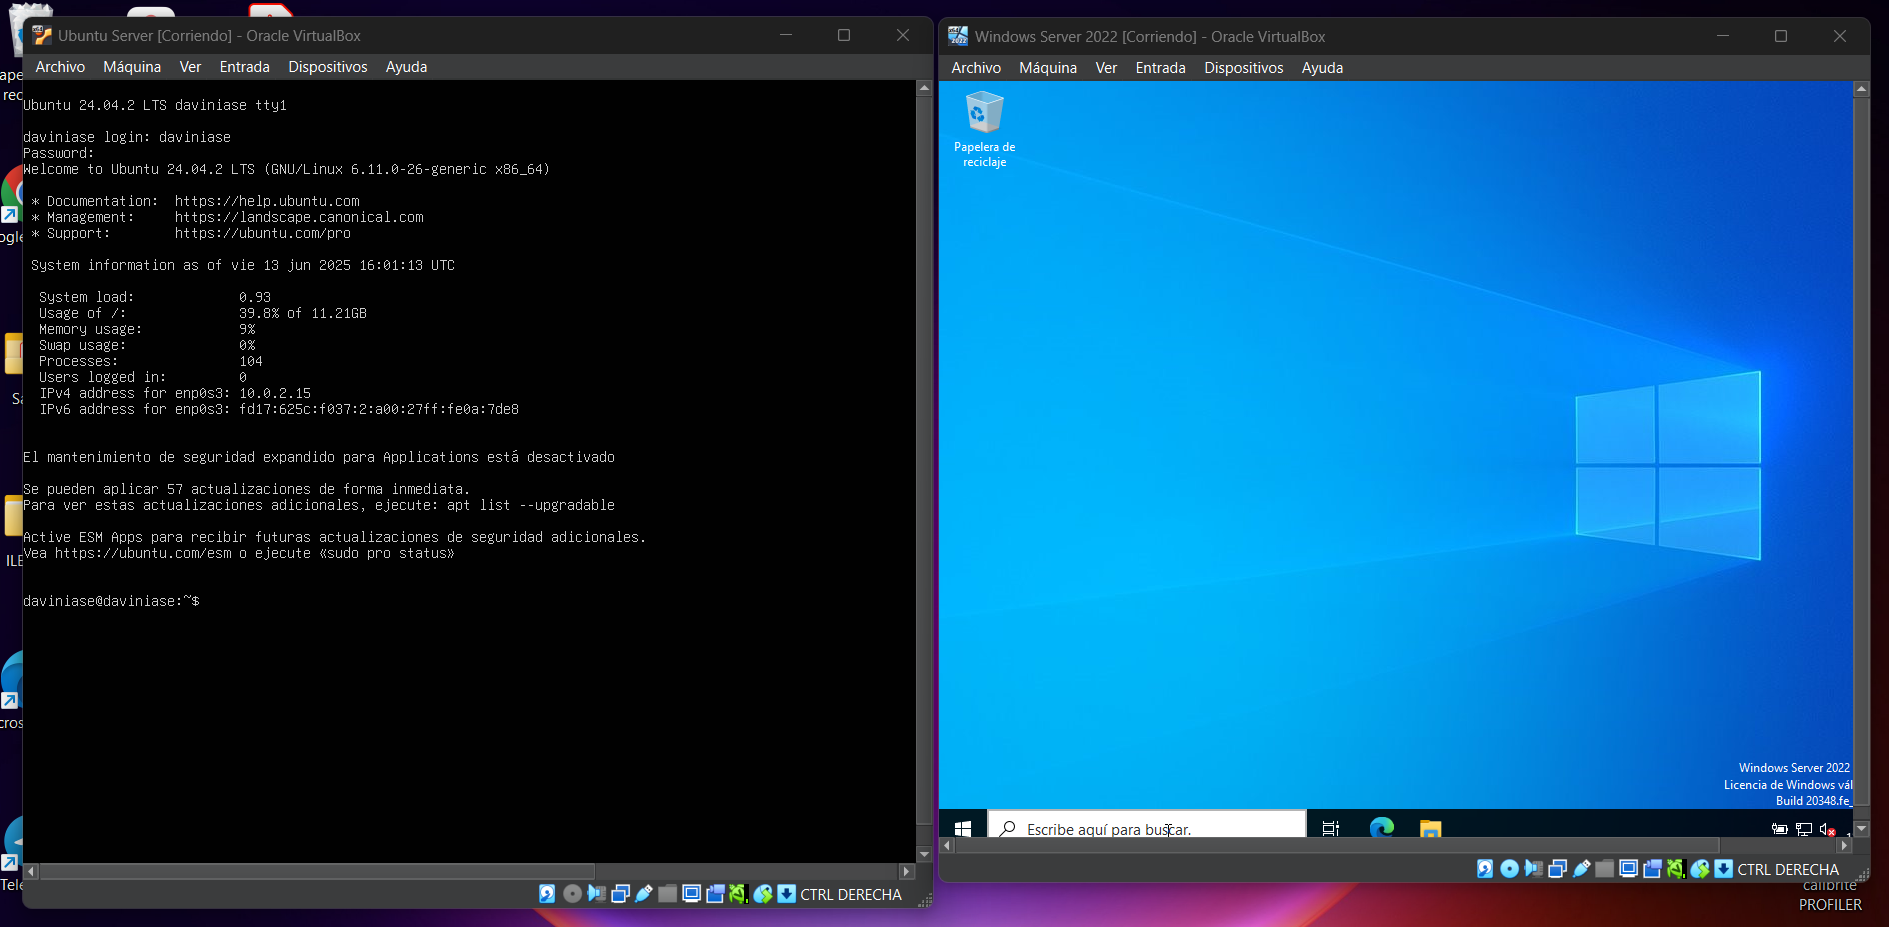 Ubuntu Server [Corriendo] - Oracle VirtualBox
Archivo Máquina Ver Entrada Dispositivos Ayuda
Ubuntu 24.04.2 LTS daviniase tty1
daviniase login: daviniase
Password:
Welcome to Ubuntu 24.04.2 LTS (GNU/Linux 6.11.0-26-generic x86_64)
* Documentation: https://help.ubuntu.com
* Management: https://landscape.canonical.com
* Support: https://ubuntu.com/pro
System information as of vie 13 jun 2025 16:01:13 UTC
System load: 0.93
Usage of /: 39.8% of 11.21GB
Memory usage: 9%
Swap usage: 0%
Processes: 104
Users logged in: 0
IPv4 address for enp0s3: 10.0.2.15
IPv6 address for enp0s3: fd17:625c:f037:2:a00:27ff:fe0a:7de8
El mantenimiento de seguridad expandido para Applications está desactivado
Se pueden aplicar 57 actualizaciones de forma inmediata.
Para ver estas actualizaciones adicionales, ejecute: apt list --upgradable
Active ESM Apps para recibir futuras actualizaciones de seguridad adicionales.
Vea https://ubuntu.com/esm o ejecute «sudo pro status»
daviniase@daviniase:~$
CTRL DERECHA
Windows Server 2022 [Corriendo] - Oracle VirtualBox
Archivo Máquina Ver Entrada Dispositivos Ayuda
Papelera de
reciclaje
Windows Server 2022
Licencia de Windows vál
Build 20348.fe_
Escribe aquí para buscar.
CTRL DERECHA
calibrite
PROFILER